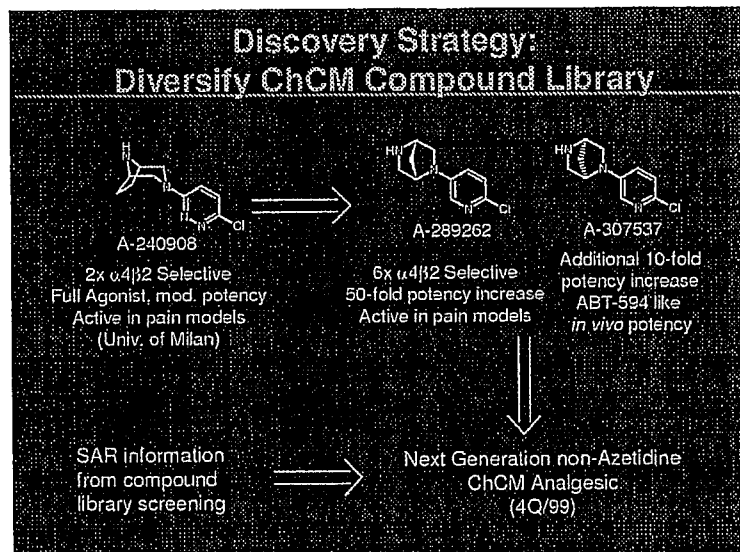 Discovery Strategy:
Diversify ChCM Compound Library
H
N
N
N
N
Cl
A-240908
2x α4β2 Selective
Full Agonist, mod. potency
Active in pain models
(Univ. of Milan)
HN
N
N
Cl
A-289262
6x α4β2 Selective
50-fold potency increase
Active in pain models
HN
N
N
Cl
A-307537
Additional 10-fold
potency increase
ABT-594 like
in vivo potency
SAR information
from compound
library screening
Next Generation non-Azetidine
ChCM Analgesic
(4Q/99)